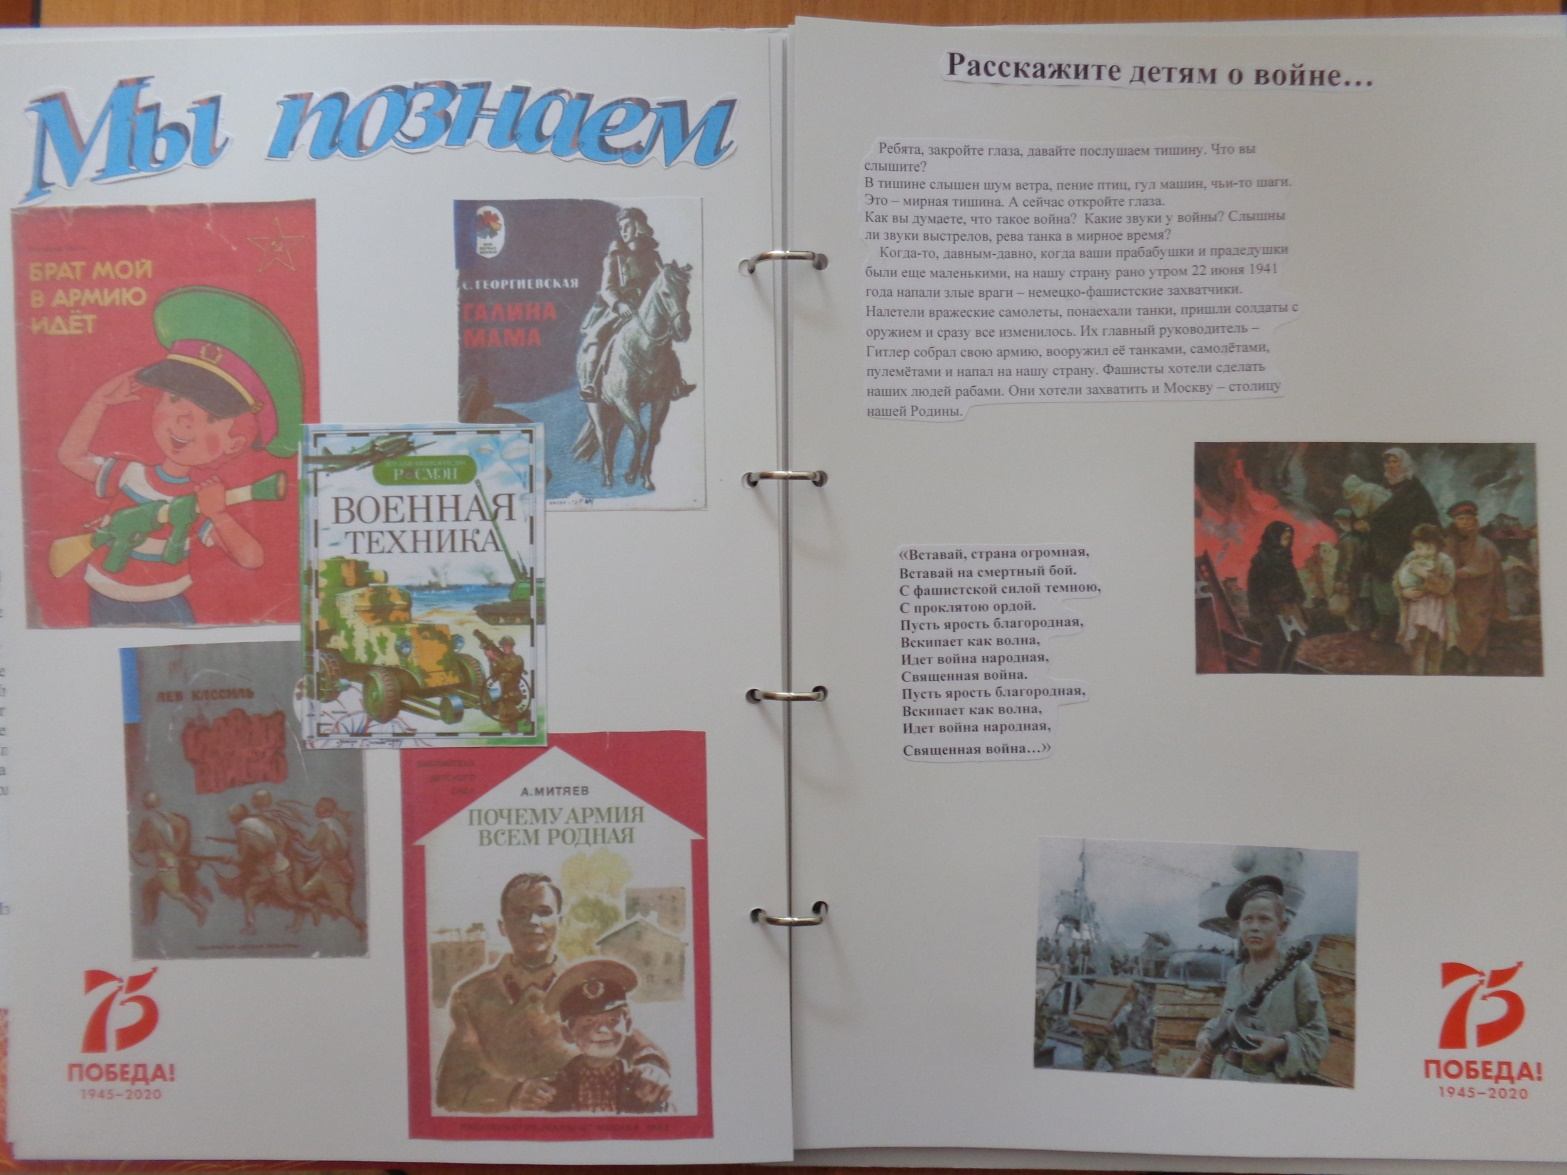 Мы познаем
БРАТ МОЙ
В АРМИЮ
ИДЁТ
С. ГЕОРГИЕВСКАЯ
ГАЛИНА
МАМА
РОСМЭН
ВОЕННАЯ
ТЕХНИКА
ЛЕВ КАССИЛЬ
А. МИТЯЕВ
ПОЧЕМУ АРМИЯ
ВСЕМ РОДНАЯ
75
ПОБЕДА!
1945–2020
Расскажите детям о войне…
Ребята, закройте глаза, давайте послушаем тишину. Что вы
слышите?
В тишине слышен шум ветра, пение птиц, гул машин, чьи-то шаги.
Это – мирная тишина. А сейчас откройте глаза.
Как вы думаете, что такое война? Какие звуки у войны? Слышны
ли звуки выстрелов, рева танка в мирное время?
Когда-то, давным-давно, когда ваши прабабушки и прадедушки
были еще маленькими, на нашу страну рано утром 22 июня 1941
года напали злые враги – немецко-фашистские захватчики.
Налетели вражеские самолеты, понаехали танки, пришли солдаты с
оружием и сразу все изменилось. Их главный руководитель –
Гитлер собрал свою армию, вооружил её танками, самолётами,
пулемётами и напал на нашу страну. Фашисты хотели сделать
наших людей рабами. Они хотели захватить и Москву – столицу
нашей Родины.
«Вставай, страна огромная,
Вставай на смертный бой.
С фашистской силой темною,
С проклятою ордой.
Пусть ярость благородная,
Вскипает как волна,
Идет война народная,
Священная война.
Пусть ярость благородная,
Вскипает как волна,
Идет война народная,
Священная война…»
75
ПОБЕДА!
1945–2020